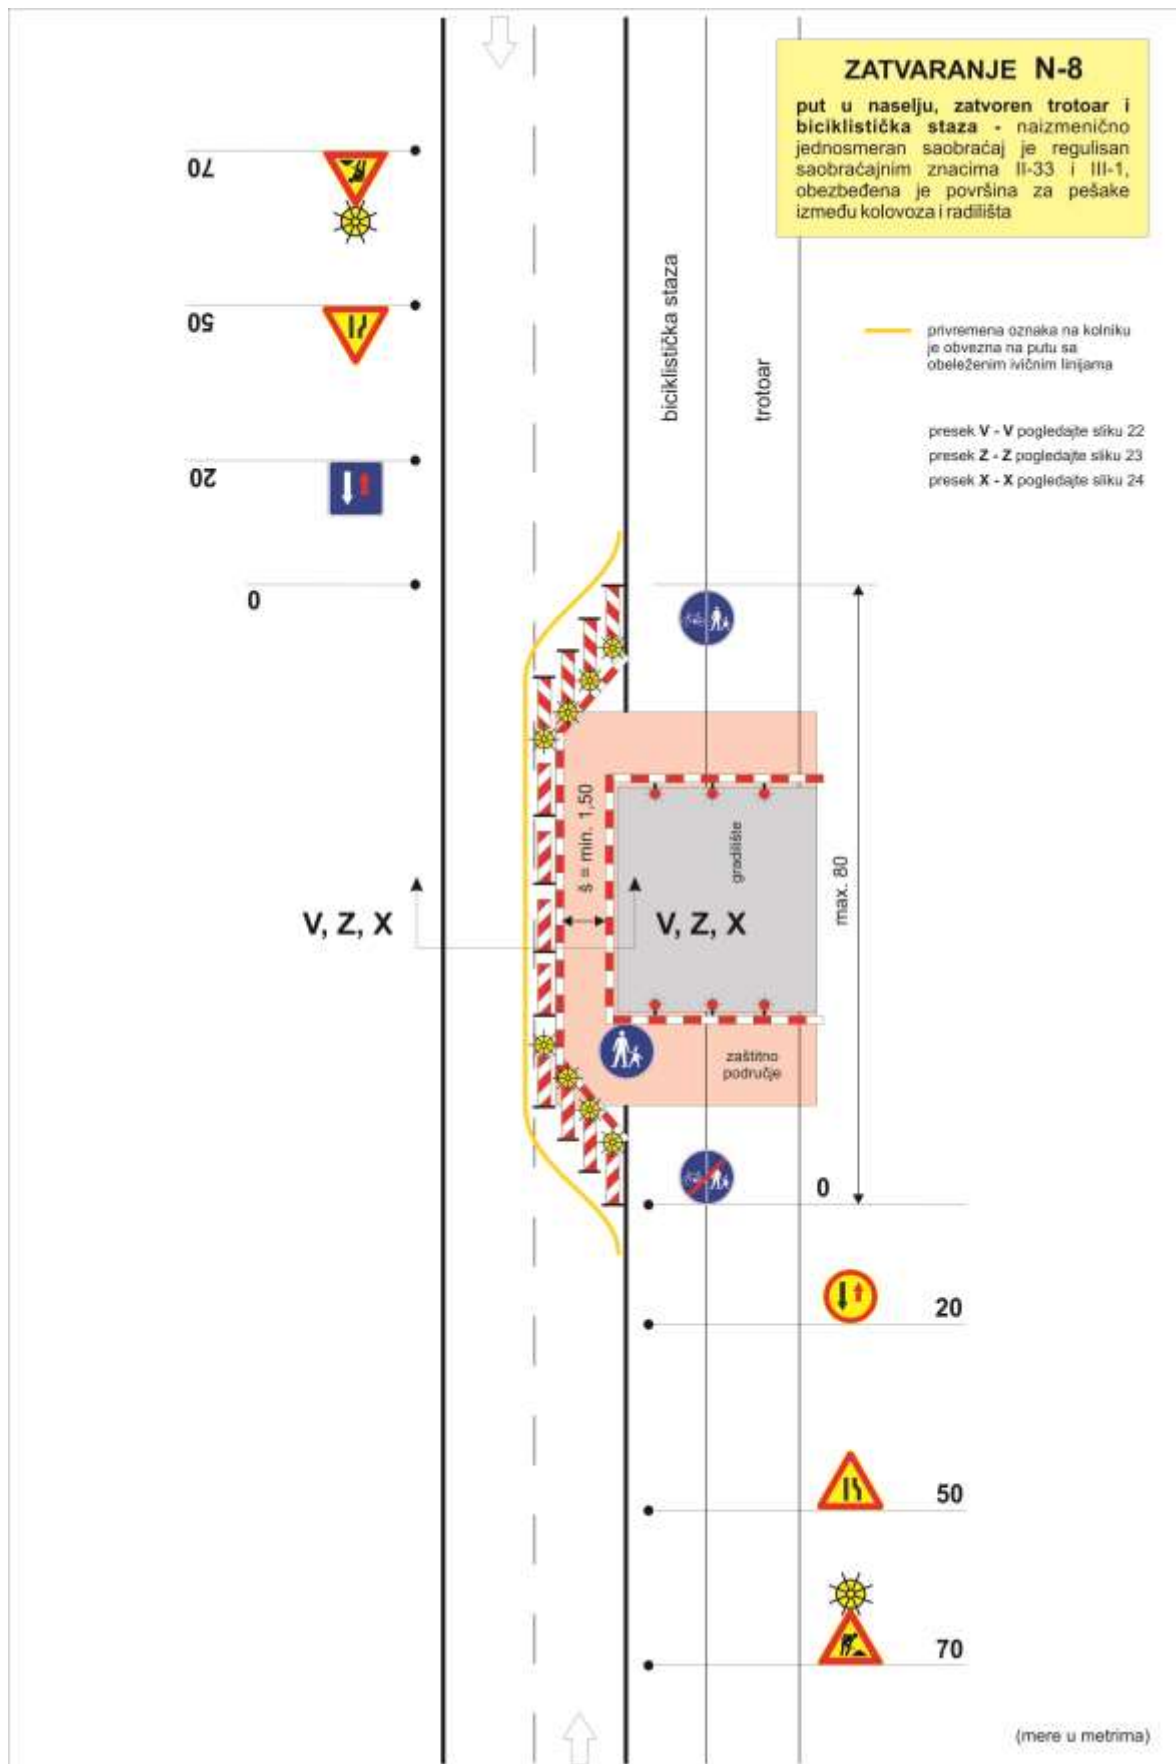 ZATVARANJE N-8
put u naselju, zatvoren trotoar i
biciklistička staza - naizmenično
jednosmeran saobraćaj je regulisan
saobraćajnim znacima II-33 i III-1,
obezbeđena je površina za pešake
između kolovoza i radilišta
70
50
20
0
biciklistička staza
trotoar
privremena oznaka na kolniku
je obvezna na putu sa
obeleženim ivičnim linijama
presek V - V pogledajte sliku 22
presek Z - Z pogledajte sliku 23
presek X - X pogledajte sliku 24
š = min. 1,50
gradilište
max. 80
V, Z, X
V, Z, X
zaštitno
područje
0
20
50
70
(mere u metrima)